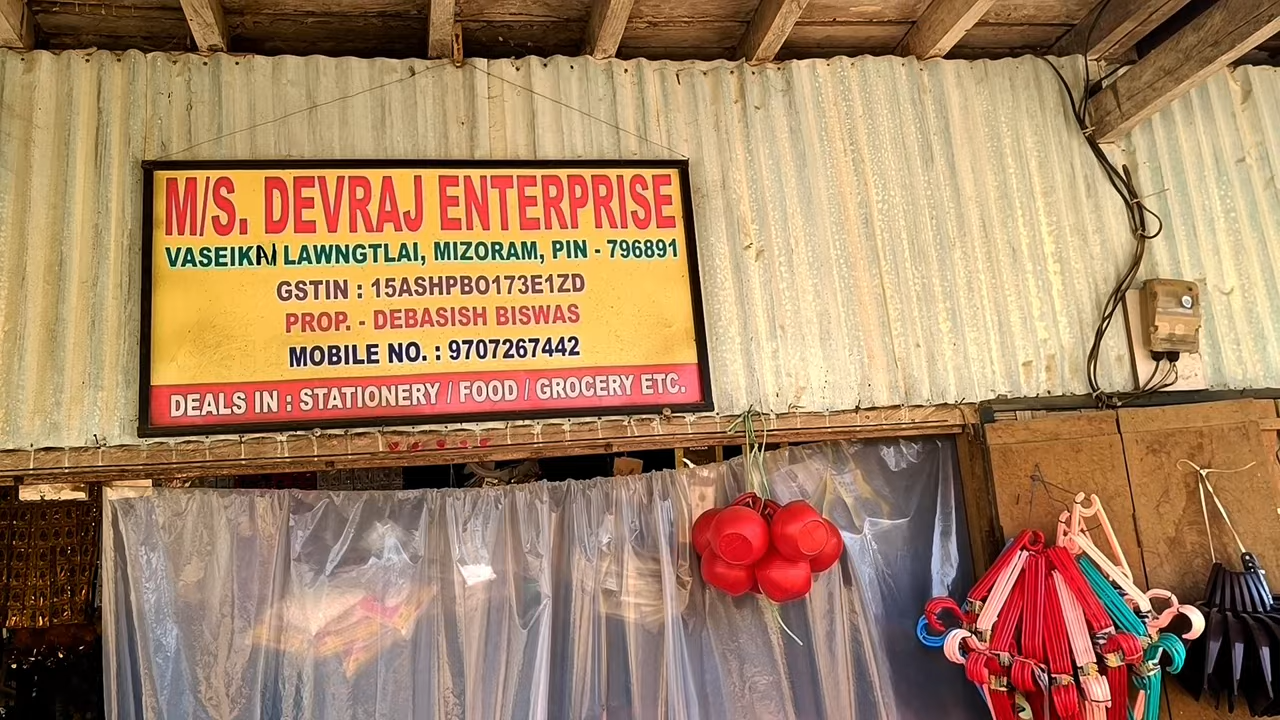 M/S. DEVRAJ ENTERPRISE
VASEIKAI LAWNGTLAI, MIZORAM, PIN - 796891
GSTIN : 15ASHPBO173E1ZD
PROP. - DEBASISH BISWAS
MOBILE NO. : 9707267442
DEALS IN : STATIONERY / FOOD / GROCERY ETC.